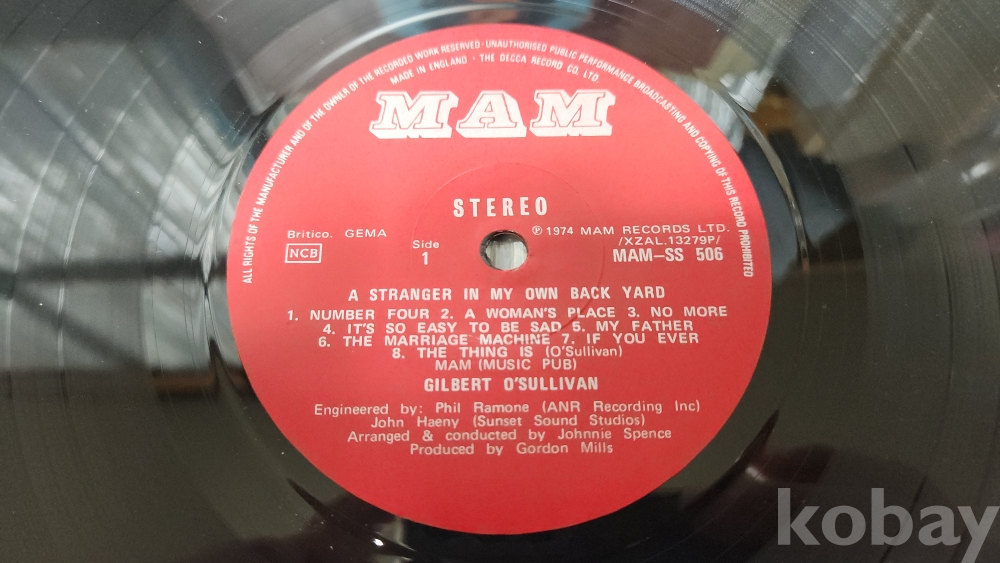 ALL RIGHTS OF THE MANUFACTURER AND OF THE OWNER OF THE RECORDED WORK RESERVED · UNAUTHORISED PUBLIC PERFORMANCE BROADCASTING AND COPYING OF THIS RECORD PROHIBITED
MADE IN ENGLAND · THE DECCA RECORD CO. LTD.
MAM
STEREO
Britico. GEMA
NCB
Side
1
℗ 1974 MAM RECORDS LTD.
/XZAL.13279P/
MAM–SS 506
A STRANGER IN MY OWN BACK YARD
1. NUMBER FOUR 2. A WOMAN'S PLACE 3. NO MORE
4. IT'S SO EASY TO BE SAD 5. MY FATHER
6. THE MARRIAGE MACHINE 7. IF YOU EVER
8. THE THING IS (O'Sullivan)
MAM (MUSIC PUB)
GILBERT O'SULLIVAN
Engineered by: Phil Ramone (ANR Recording Inc)
John Haeny (Sunset Sound Studios)
Arranged & conducted by Johnnie Spence
Produced by Gordon Mills
kobay